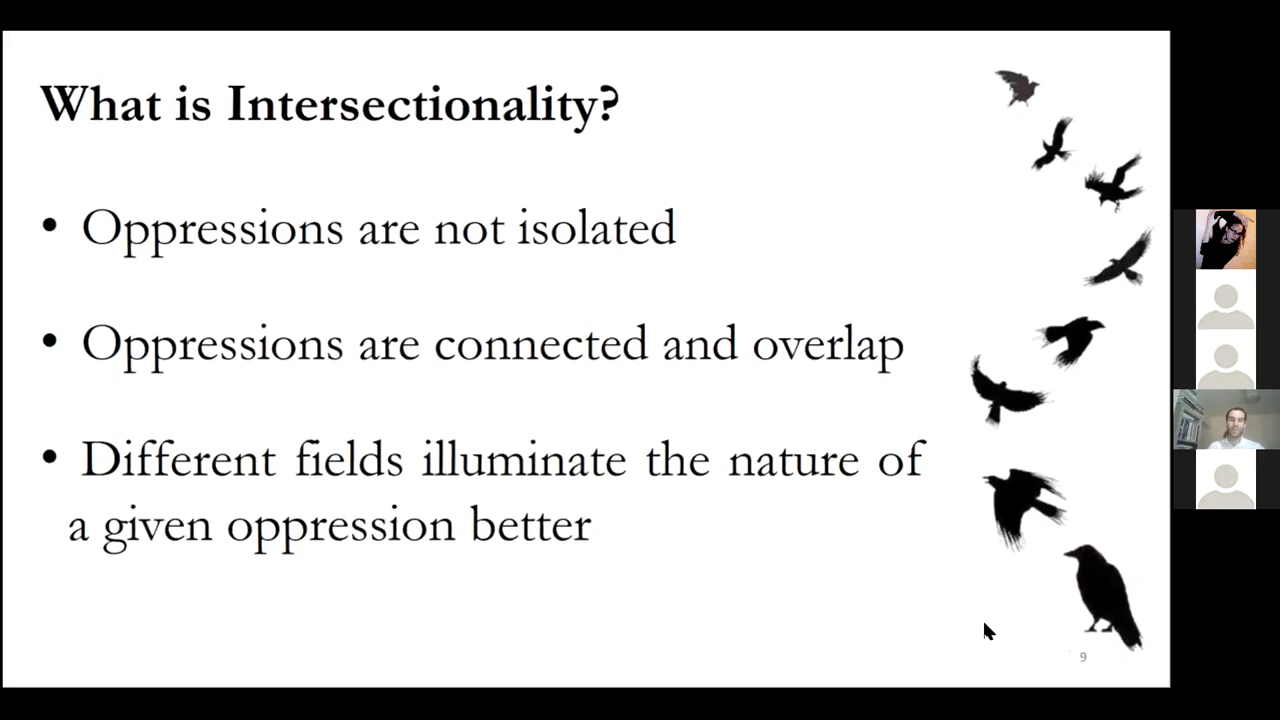 What is Intersectionality?
• Oppressions are not isolated
• Oppressions are connected and overlap
• Different fields illuminate the nature of
a given oppression better
9